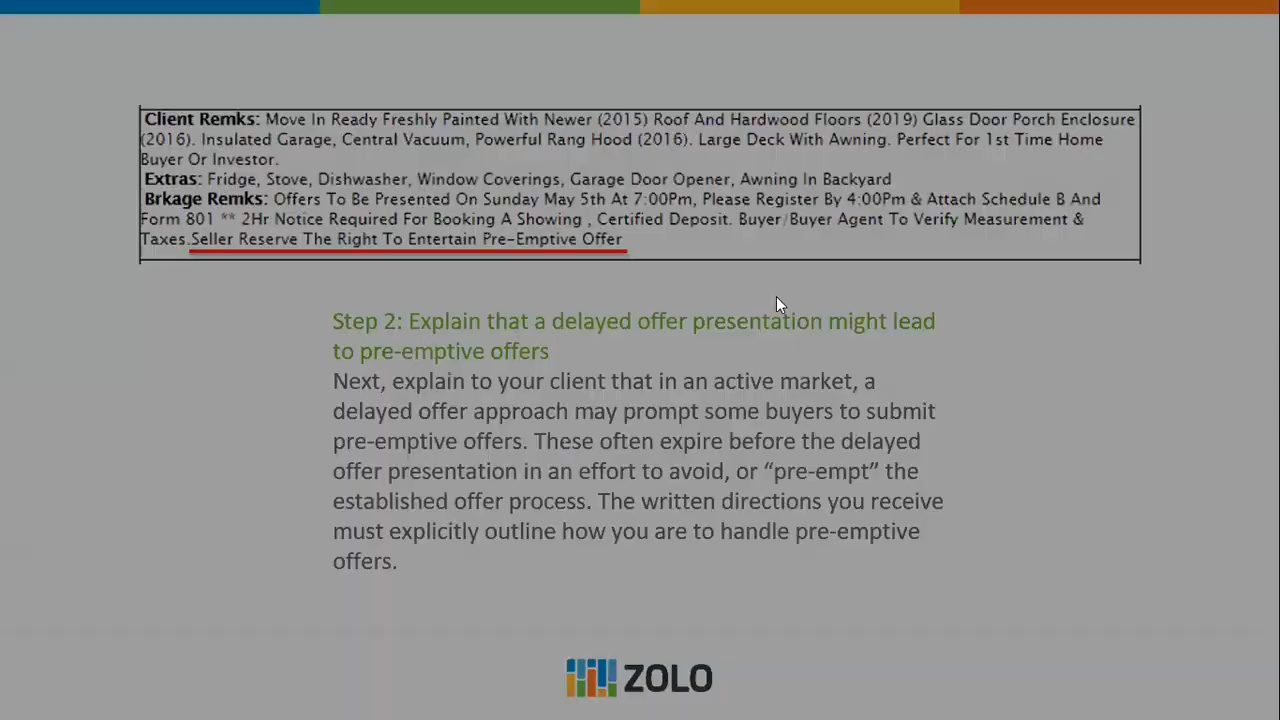 Client Remks: Move In Ready Freshly Painted With Newer (2015) Roof And Hardwood Floors (2019) Glass Door Porch Enclosure
(2016). Insulated Garage, Central Vacuum, Powerful Rang Hood (2016). Large Deck With Awning. Perfect For 1st Time Home
Buyer Or Investor.
Extras: Fridge, Stove, Dishwasher, Window Coverings, Garage Door Opener, Awning In Backyard
Brkage Remks: Offers To Be Presented On Sunday May 5th At 7:00Pm, Please Register By 4:00Pm & Attach Schedule B And
Form 801 ** 2Hr Notice Required For Booking A Showing , Certified Deposit. Buyer/Buyer Agent To Verify Measurement &
Taxes.Seller Reserve The Right To Entertain Pre-Emptive Offer
Step 2: Explain that a delayed offer presentation might lead
to pre-emptive offers
Next, explain to your client that in an active market, a
delayed offer approach may prompt some buyers to submit
pre-emptive offers. These often expire before the delayed
offer presentation in an effort to avoid, or “pre-empt” the
established offer process. The written directions you receive
must explicitly outline how you are to handle pre-emptive
offers.
ZOLO